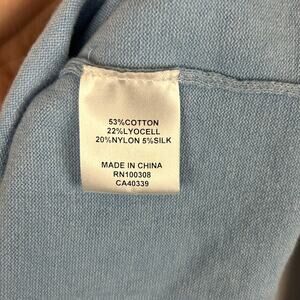 53%COTTON
22%LYOCELL
20%NYLON 5%SILK
MADE IN CHINA
RN100308
CA40339